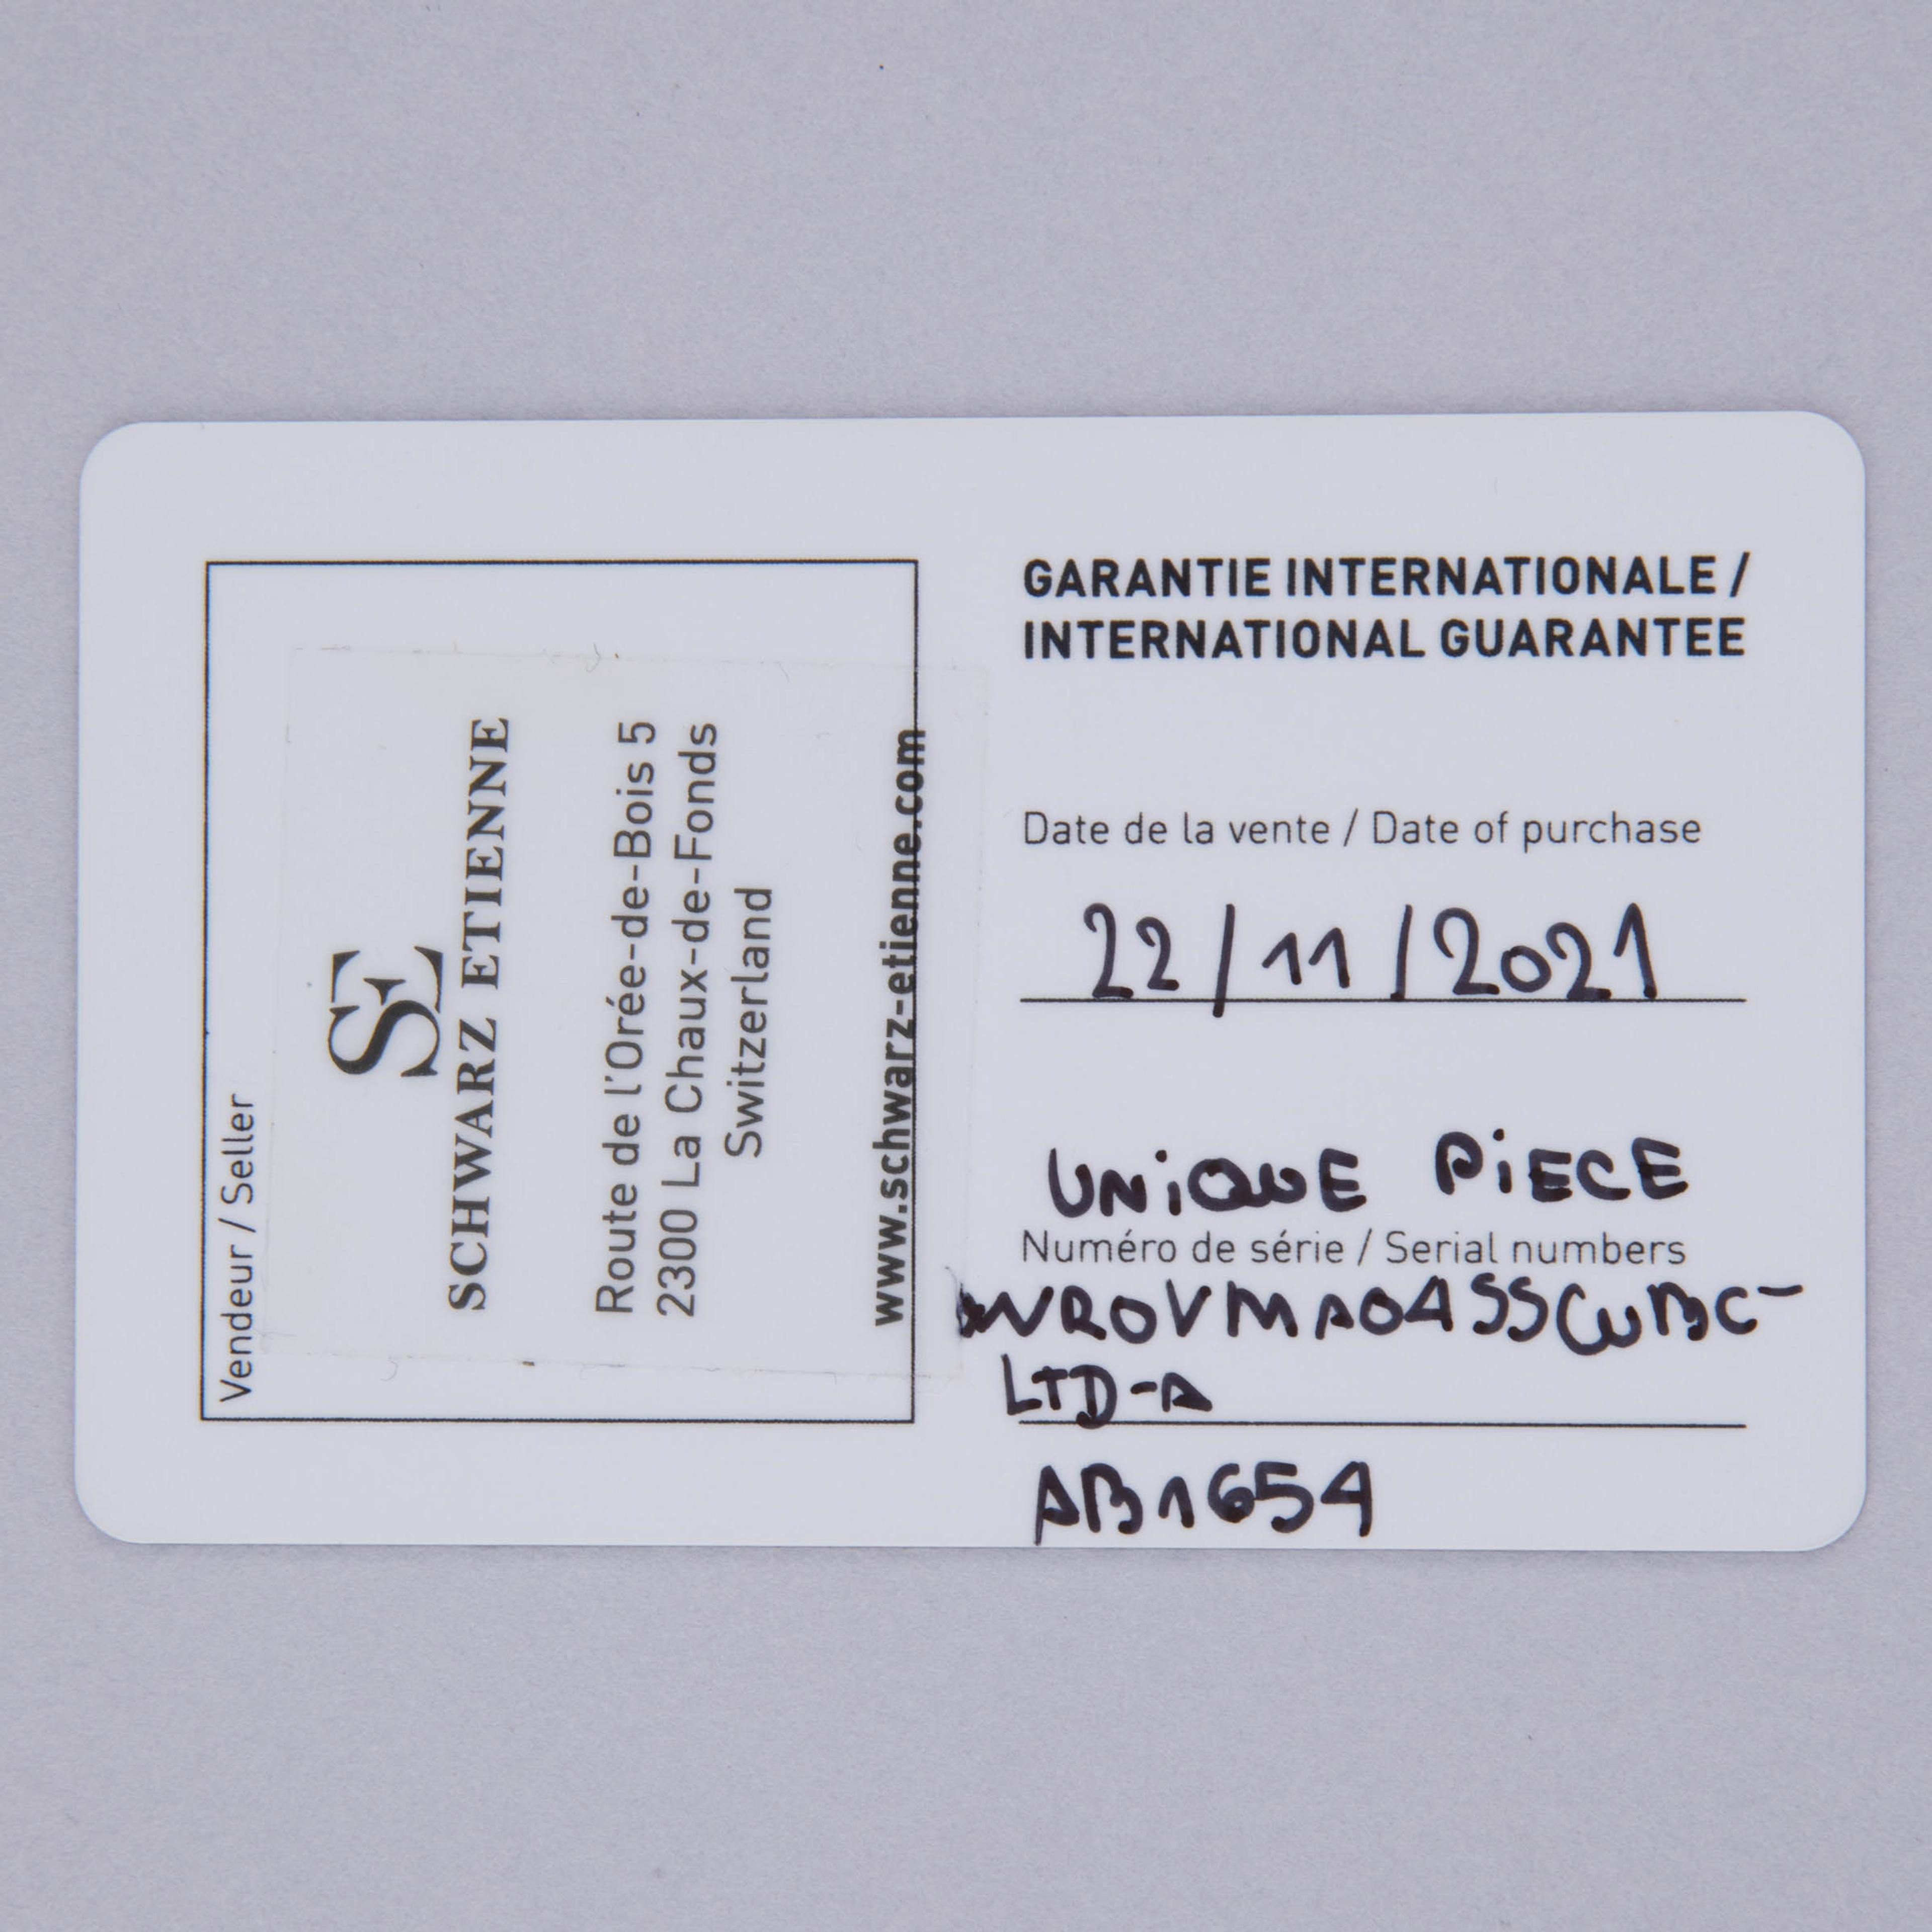 Vendeur / Seller
SE
SCHWARZ ETIENNE
Route de l'Orée-de-Bois 5
2300 La Chaux-de-Fonds
Switzerland
www.schwarz-etienne.com
GARANTIE INTERNATIONALE /
INTERNATIONAL GUARANTEE
Date de la vente / Date of purchase
22/11/2021
UNiQUE PiECE
Numéro de série / Serial numbers
LTD-A
AB1654